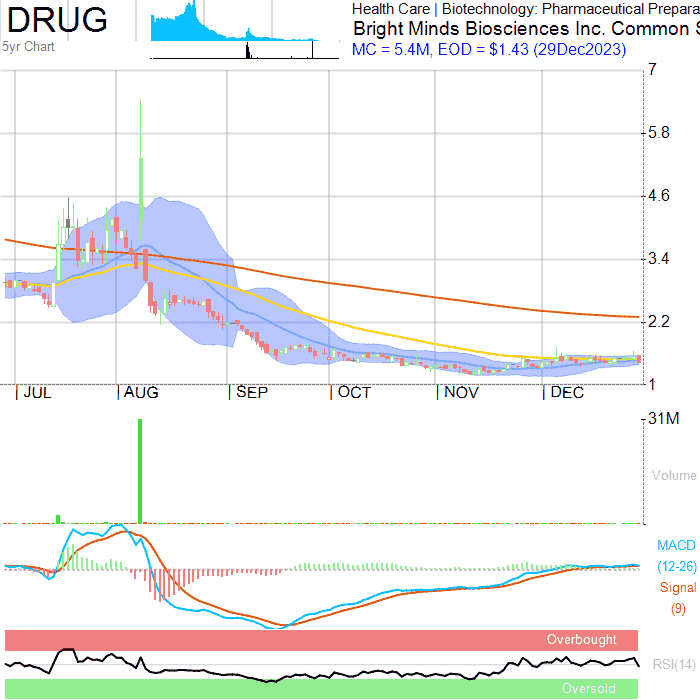 DRUG
5yr Chart
Health Care | Biotechnology: Pharmaceutical Prepara
Bright Minds Biosciences Inc. Common S
MC = 5.4M, EOD = $1.43 (29Dec2023)
7
5.8
4.6
3.4
2.2
1
JUL
AUG
SEP
OCT
NOV
DEC
31M
Volume
MACD
(12-26)
Signal
(9)
Overbought
RSI(14)
Oversold